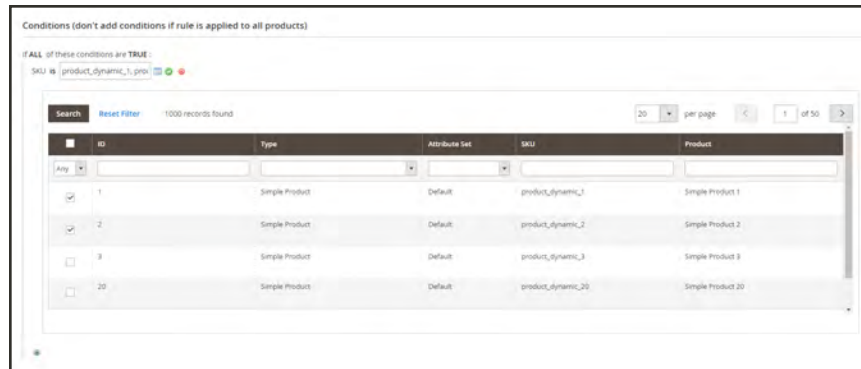 Conditions (don't add conditions if rule is applied to all products)
If ALL of these conditions are TRUE :
SKU is product_dynamic_1, pro
Search Reset Filter 1000 records found 20 per page 1 of 50
ID Type Attribute Set SKU Product
Any
1 Simple Product Default product_dynamic_1 Simple Product 1
2 Simple Product Default product_dynamic_2 Simple Product 2
3 Simple Product Default product_dynamic_3 Simple Product 3
20 Simple Product Default product_dynamic_20 Simple Product 20